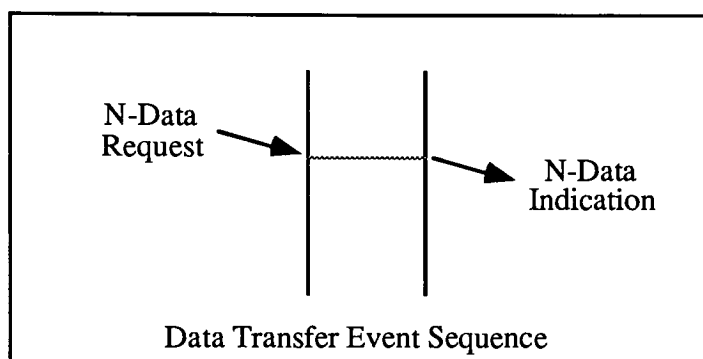 N-Data
Request
N-Data
Indication
Data Transfer Event Sequence